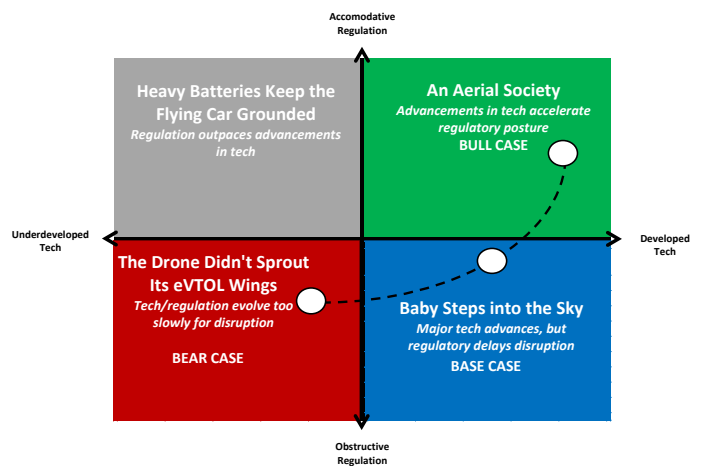 Accomodative
Regulation
Heavy Batteries Keep the
Flying Car Grounded
Regulation outpaces advancements
in tech
An Aerial Society
Advancements in tech accelerate
regulatory posture
BULL CASE
Underdeveloped
Tech
Developed
Tech
The Drone Didn't Sprout
Its eVTOL Wings
Tech/regulation evolve too
slowly for disruption
BEAR CASE
Baby Steps into the Sky
Major tech advances, but
regulatory delays disruption
BASE CASE
Obstructive
Regulation